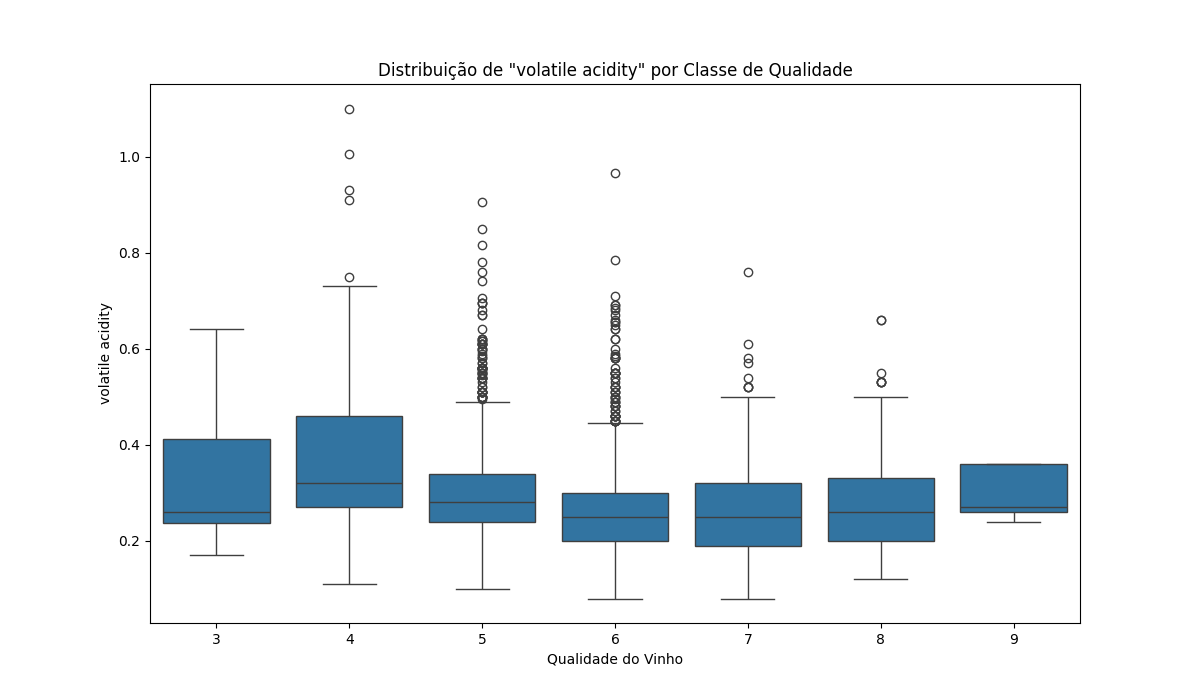 Distribuição de "volatile acidity" por Classe de Qualidade
1.0
0.8
0.6
0.4
0.2
volatile acidity
3 4 5 6 7 8 9
Qualidade do Vinho